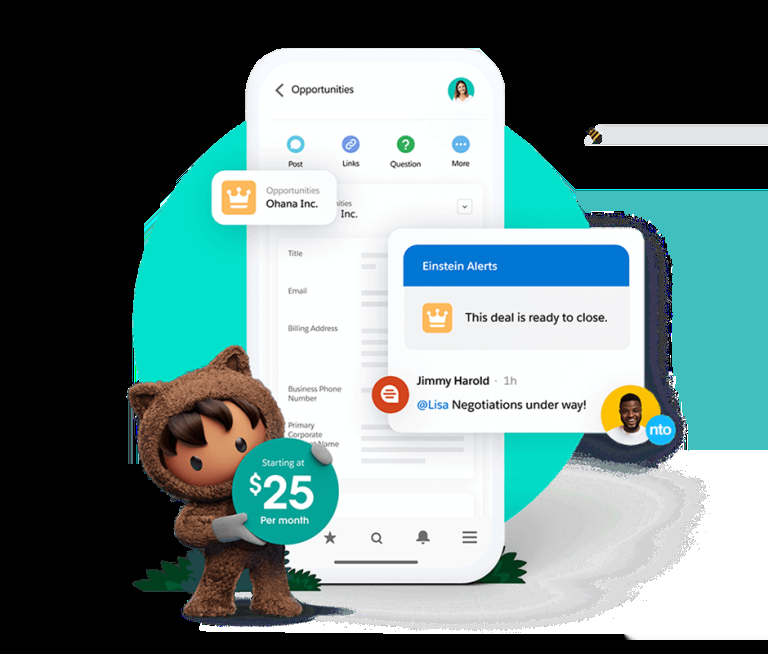 Opportunities
Post
Links
Question
More
Opportunities
Ohana Inc.
Inc.
Title
Email
Billing Address
Business Phone
Number
Primary
Corporate
Name
Einstein Alerts
This deal is ready to close.
Jimmy Harold · 1h
@Lisa Negotiations under way!
nto
Starting at
$25
Per month